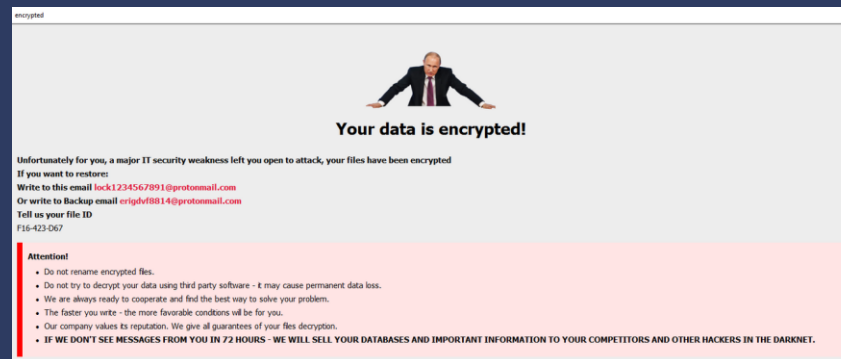 encrypted
Your data is encrypted!
Unfortunately for you, a major IT security weakness left you open to attack, your files have been encrypted
If you want to restore:
Write to this email lock1234567891@protonmail.com
Or write to Backup email erigdvf8814@protonmail.com
Tell us your file ID
F16-423-D67
Attention!
• Do not rename encrypted files.
• Do not try to decrypt your data using third party software - it may cause permanent data loss.
• We are always ready to cooperate and find the best way to solve your problem.
• The faster you write - the more favorable conditions will be for you.
• Our company values its reputation. We give all guarantees of your files decryption.
• IF WE DON'T SEE MESSAGES FROM YOU IN 72 HOURS - WE WILL SELL YOUR DATABASES AND IMPORTANT INFORMATION TO YOUR COMPETITORS AND OTHER HACKERS IN THE DARKNET.